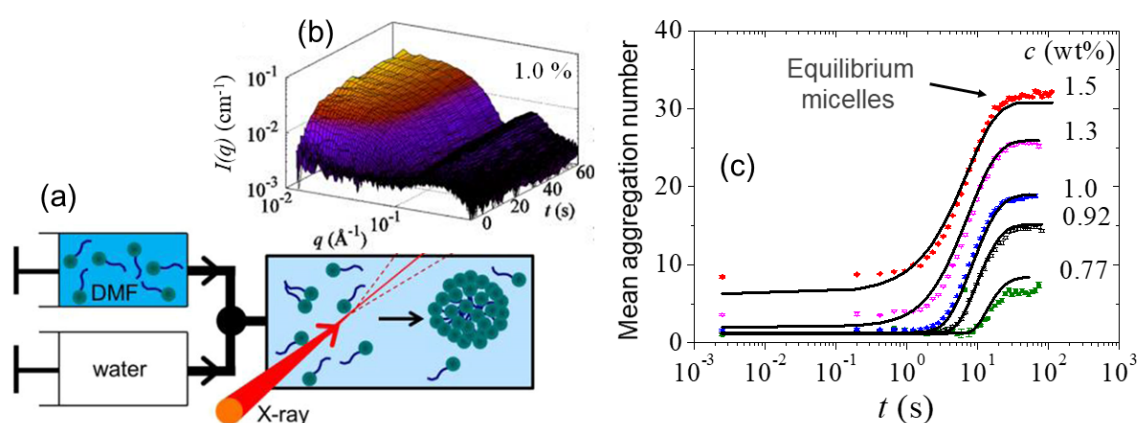 (a)
DMF
water
X-ray
(b)
1.0 %
I(q) (cm⁻¹)
10⁻¹
10⁻²
10⁻³
10⁻²
10⁻¹
q (Å⁻¹)
0
20
40
60
t (s)
(c)
Mean aggregation number
40
30
20
10
0
Equilibrium
micelles
c (wt%)
1.5
1.3
1.0
0.92
0.77
10⁻³ 10⁻² 10⁻¹ 10⁰ 10¹ 10² 10³
t (s)